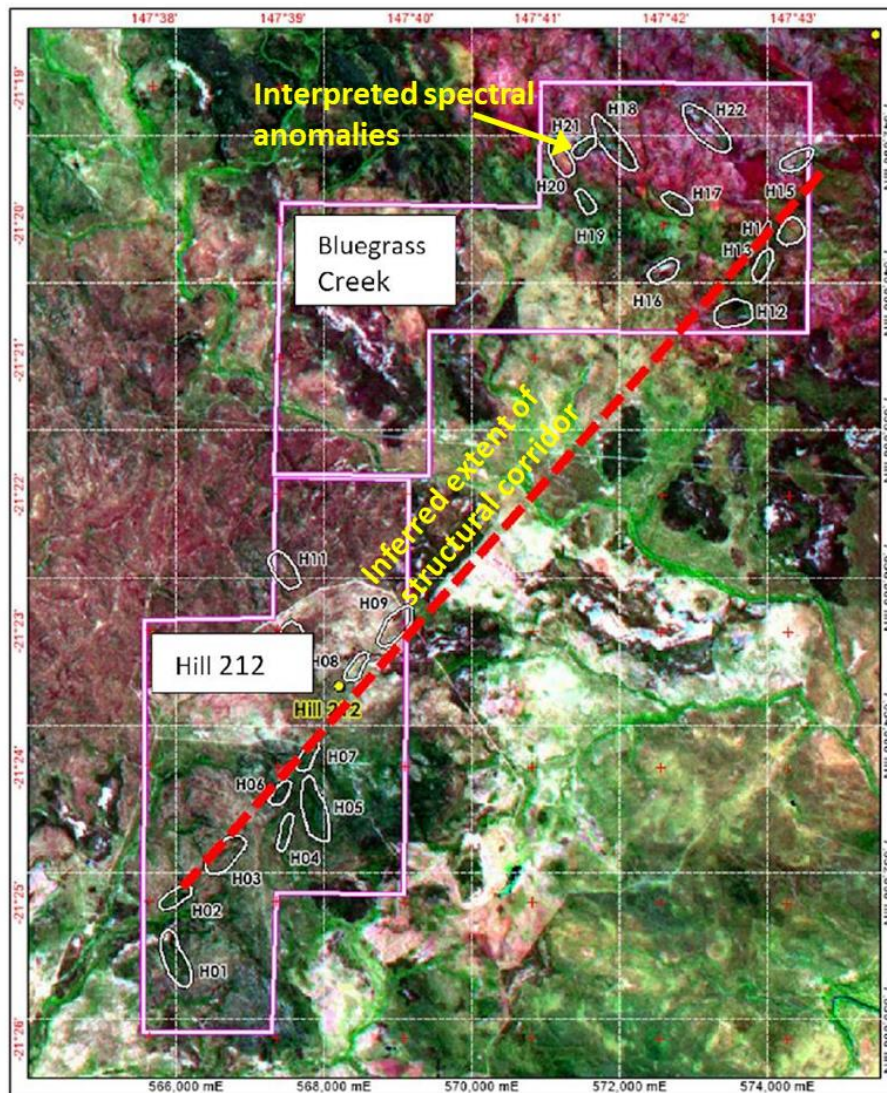 147°38' 147°39' 147°40' 147°41' 147°42' 147°43'
-21°19'
-21°20'
-21°21'
-21°22'
-21°23'
-21°24'
-21°25'
-21°26'
Interpreted spectral
anomalies
H18
H22
H21
H20
H19
H17
H15
H14
H13
H16
H12
Bluegrass
Creek
Inferred extent of
structural corridor
H11
H09
H08
Hill 212
Hill 212
H07
H06
H05
H04
H03
H02
H01
566,000 mE 568,000 mE 570,000 mE 572,000 mE 574,000 mE